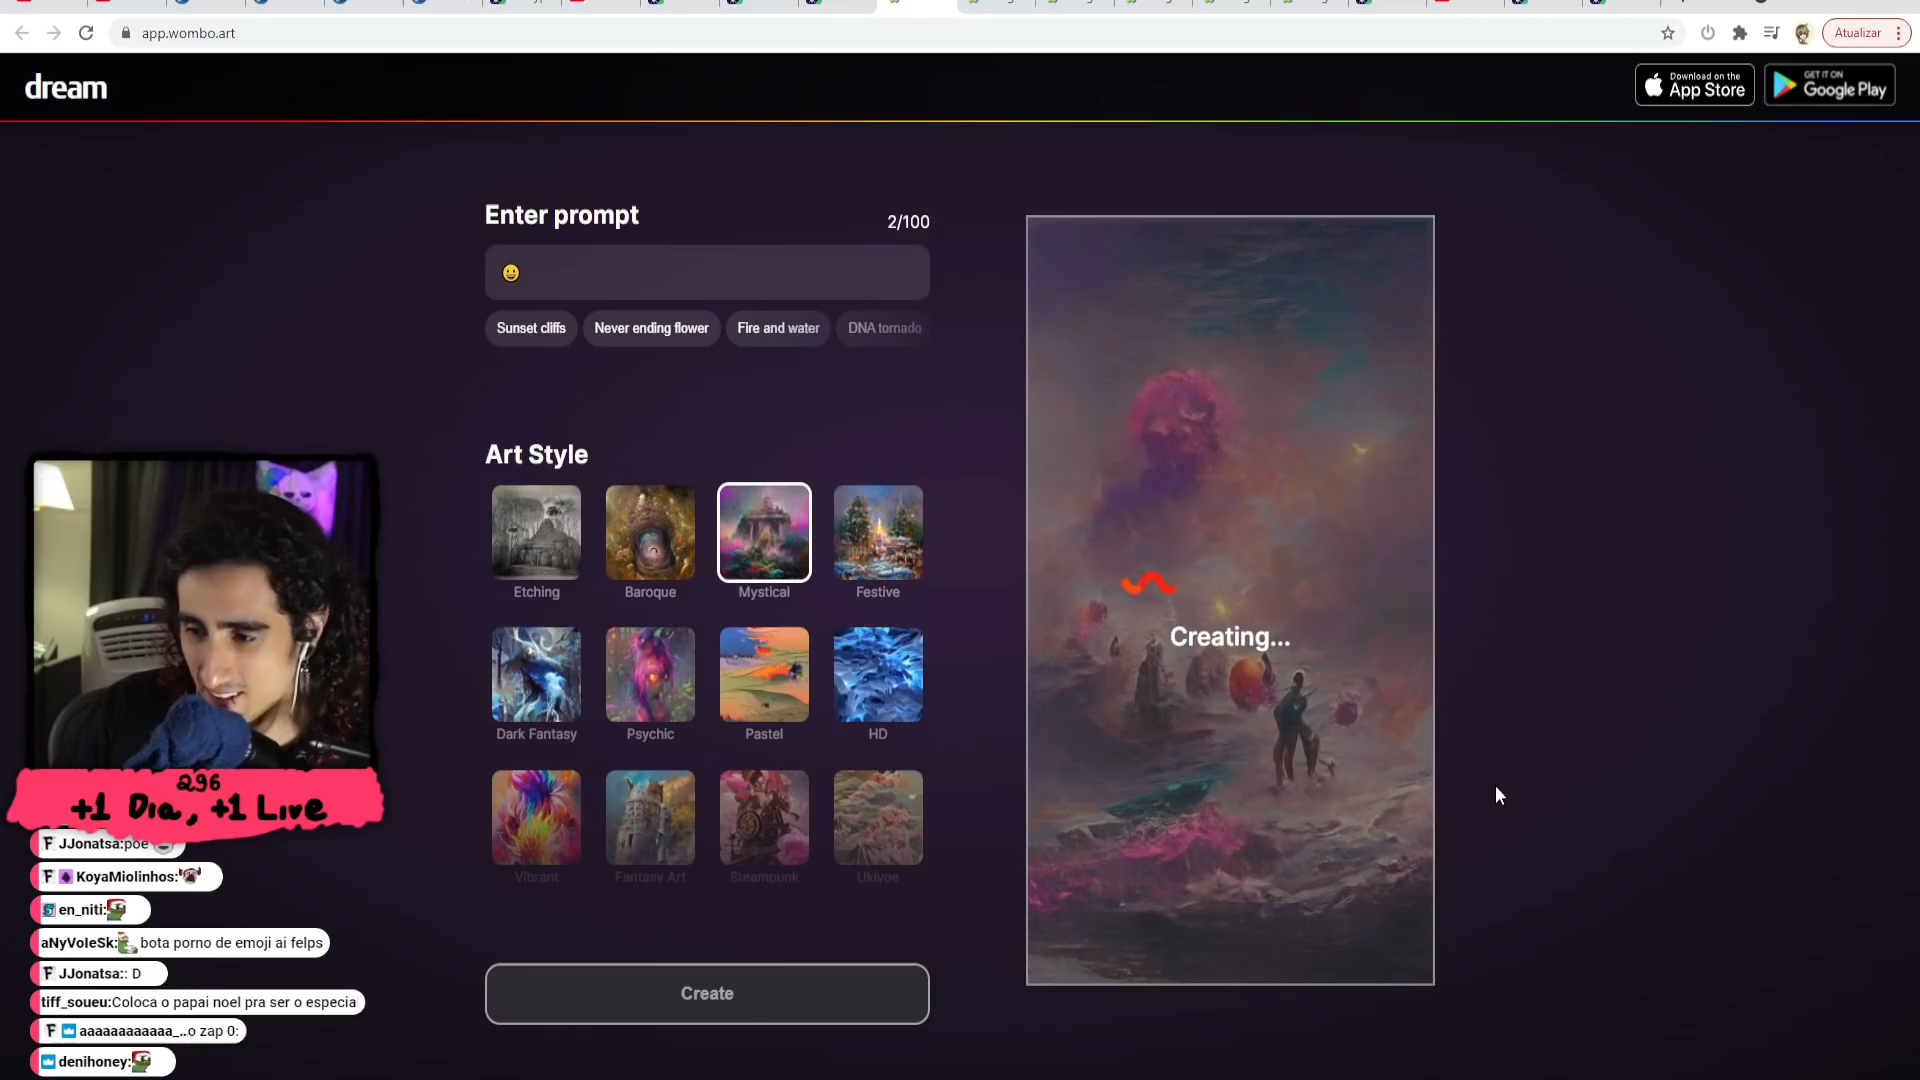 app.wombo.art
Atualizar
dream
Download on the
App Store
GET IT ON
Google Play
Enter prompt
2/100
😀
Sunset cliffs
Never ending flower
Fire and water
DNA tornado
Art Style
Etching
Baroque
Mystical
Festive
Dark Fantasy
Psychic
Pastel
HD
Vibrant
Fantasy Art
Steampunk
Ukiyoe
Create
Creating...
296
+1 Dia, +1 Live
JJonatsa:poe
KoyaMiolinhos:
en_niti:
aNyVoIeSk: bota porno de emoji ai felps
JJonatsa:: D
tiff_soueu:Coloca o papai noel pra ser o especia
aaaaaaaaaaaa_..o zap 0:
denihoney: